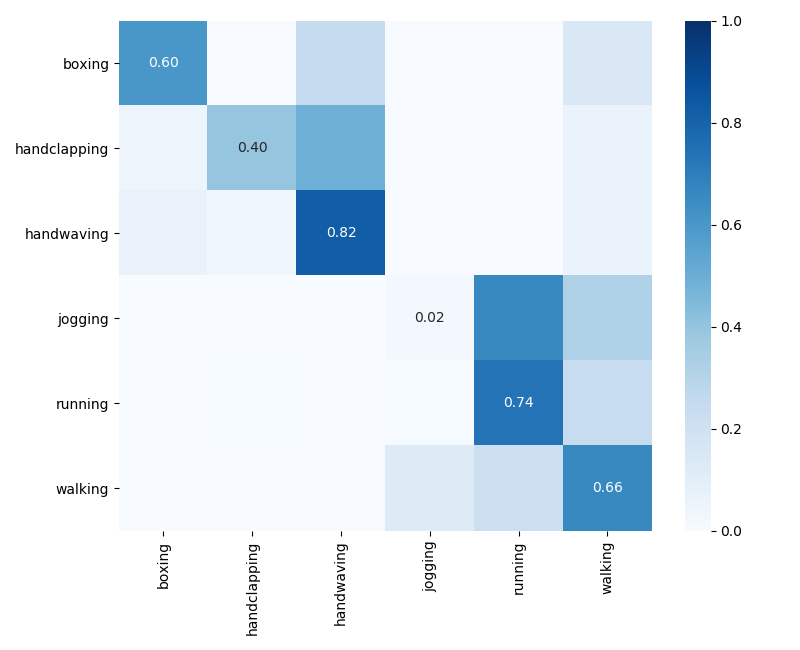 boxing
handclapping
handwaving
jogging
running
walking
0.60
0.40
0.82
0.02
0.74
0.66
boxing
handclapping
handwaving
jogging
running
walking
1.0
0.8
0.6
0.4
0.2
0.0